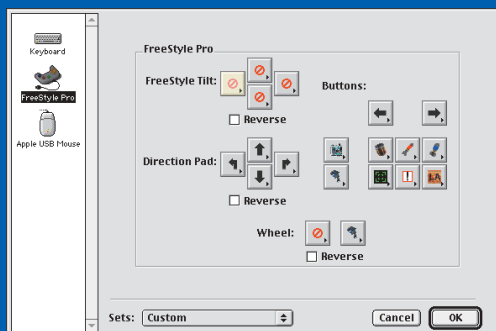 Keyboard
FreeStyle Pro
Apple USB Mouse
FreeStyle Pro
FreeStyle Tilt:
Reverse
Buttons:
Direction Pad:
Reverse
Wheel:
Reverse
Sets: Custom
Cancel OK